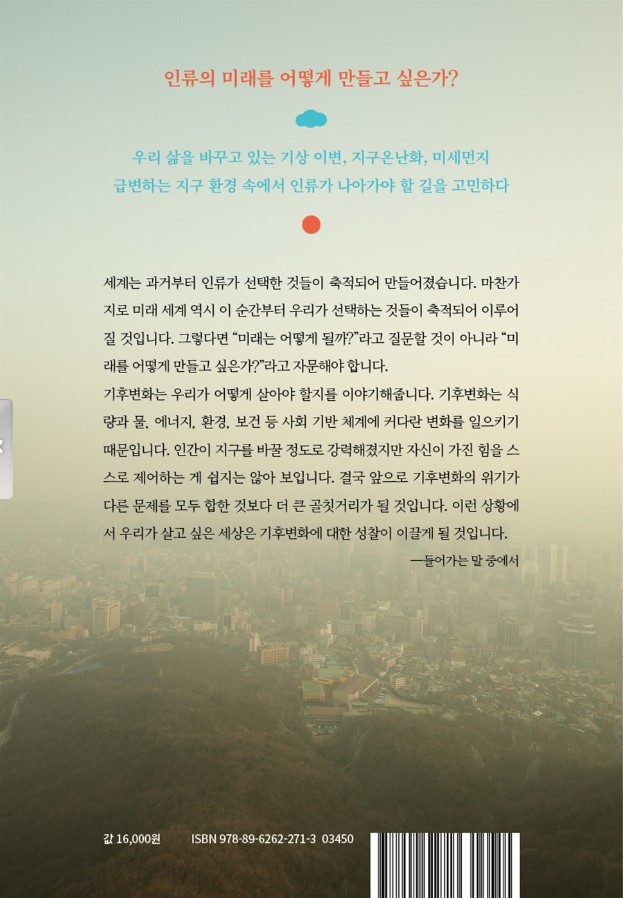 인류의 미래를 어떻게 만들고 싶은가?
우리 삶을 바꾸고 있는 기상 이변, 지구온난화, 미세먼지
급변하는 지구 환경 속에서 인류가 나아가야 할 길을 고민하다
세계는 과거부터 인류가 선택한 것들이 축적되어 만들어졌습니다. 마찬가
지로 미래 세계 역시 이 순간부터 우리가 선택하는 것들이 축적되어 이루어
질 것입니다. 그렇다면 “미래는 어떻게 될까?”라고 질문할 것이 아니라 “미
래를 어떻게 만들고 싶은가?”라고 자문해야 합니다.
기후변화는 우리가 어떻게 살아야 할지를 이야기해줍니다. 기후변화는 식
량과 물, 에너지, 환경, 보건 등 사회 기반 체계에 커다란 변화를 일으키기
때문입니다. 인간이 지구를 바꿀 정도로 강력해졌지만 자신이 가진 힘을 스
스로 제어하는 게 쉽지는 않아 보입니다. 결국 앞으로 기후변화의 위기가
다른 문제를 모두 합한 것보다 더 큰 골칫거리가 될 것입니다. 이런 상황에
서 우리가 살고 싶은 세상은 기후변화에 대한 성찰이 이끌게 될 것입니다.
—들어가는 말 중에서
값 16,000원 ISBN 978-89-6262-271-3 03450